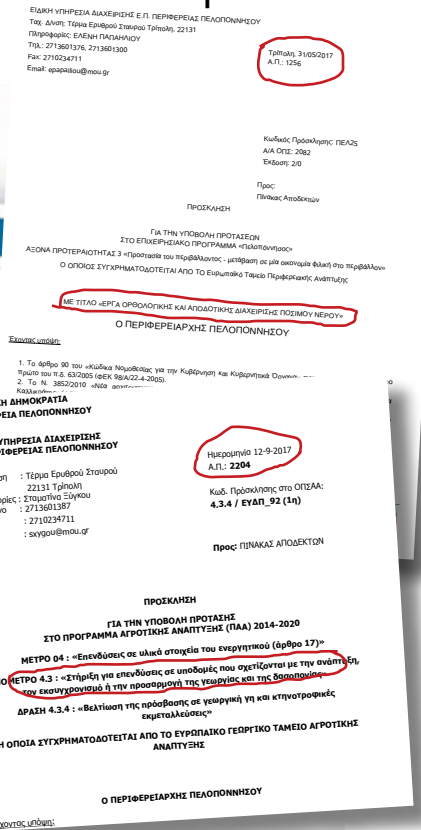 ΕΙΔΙΚΗ ΥΠΗΡΕΣΙΑ ΔΙΑΧΕΙΡΙΣΗΣ Ε.Π. ΠΕΡΙΦΕΡΕΙΑΣ ΠΕΛΟΠΟΝΝΗΣΟΥ
Ταχ. Δ/νση: Τέρμα Ερυθρού Σταυρού Τρίπολη, 22131
Πληροφορίες: ΕΛΕΝΗ ΠΑΠΑΗΛΙΟΥ
Τηλ.: 2713601376, 2713601300
Fax: 2710234711
Email: epapailiou@mou.gr
Τρίπολη, 31/05/2017
Α.Π.: 1256
Κωδικός Πρόσκλησης: ΠΕΛ25
Α/Α ΟΠΣ: 2082
Έκδοση: 2/0
Προς:
Πίνακας Αποδεκτών
ΠΡΟΣΚΛΗΣΗ
ΓΙΑ ΤΗΝ ΥΠΟΒΟΛΗ ΠΡΟΤΑΣΕΩΝ
ΣΤΟ ΕΠΙΧΕΙΡΗΣΙΑΚΟ ΠΡΟΓΡΑΜΜΑ «Πελοπόννησος»
ΑΞΟΝΑ ΠΡΟΤΕΡΑΙΟΤΗΤΑΣ 3 «Προστασία του περιβάλλοντος - μετάβαση σε μία οικονομία φιλική στο περιβάλλον»
Ο ΟΠΟΙΟΣ ΣΥΓΧΡΗΜΑΤΟΔΟΤΕΙΤΑΙ ΑΠΟ ΤΟ Ευρωπαϊκό Ταμείο Περιφερειακής Ανάπτυξης
ΜΕ ΤΙΤΛΟ «ΕΡΓΑ ΟΡΘΟΛΟΓΙΚΗΣ ΚΑΙ ΑΠΟΔΟΤΙΚΗΣ ΔΙΑΧΕΙΡΙΣΗΣ ΠΟΣΙΜΟΥ ΝΕΡΟΥ»
Ο ΠΕΡΙΦΕΡΕΙΑΡΧΗΣ ΠΕΛΟΠΟΝΝΗΣΟΥ
Έχοντας υπόψη:
1. Το άρθρο 90 του «Κώδικα Νομοθεσίας για την Κυβέρνηση και Κυβερνητικά
πρώτο του π.δ. 63/2005 (ΦΕΚ 98/Α/22-4-2005).
2. Το Ν. 3852/2010 «Νέα
ΔΗΜΟΚΡΑΤΙΑ
ΠΕΛΟΠΟΝΝΗΣΟΥ
ΥΠΗΡΕΣΙΑ ΔΙΑΧΕΙΡΙΣΗΣ
ΠΕΛΟΠΟΝΝΗΣΟΥ
: Τέρμα Ερυθρού Σταυρού
22131 Τρίπολη
: Σταματίνα Ξύγκου
: 2713601387
: 2710234711
: sxygou@mou.gr
Ημερομηνία 12-9-2017
Α.Π.: 2204
Κωδ. Πρόσκλησης στο ΟΠΣΑΑ:
4.3.4 / ΕΥΔΠ_92 (1η)
Προς: ΠΙΝΑΚΑΣ ΑΠΟΔΕΚΤΩΝ
ΠΡΟΣΚΛΗΣΗ
ΓΙΑ ΤΗΝ ΥΠΟΒΟΛΗ ΠΡΟΤΑΣΗΣ
ΣΤΟ ΠΡΟΓΡΑΜΜΑ ΑΓΡΟΤΙΚΗΣ ΑΝΑΠΤΥΞΗΣ (ΠΑΑ) 2014-2020
ΜΕΤΡΟ 04 : «Επενδύσεις σε υλικά στοιχεία του ενεργητικού (άρθρο 17)»
ΜΕΤΡΟ 4.3 : «Στήριξη για επενδύσεις σε υποδομές που σχετίζονται με την ανάπτυξη,
τον εκσυγχρονισμό ή την προσαρμογή της γεωργίας και της δασοπονίας»
ΔΡΑΣΗ 4.3.4 : «Βελτίωση της πρόσβασης σε γεωργική γη και κτηνοτροφικές
εκμεταλλεύσεις»
Η ΟΠΟΙΑ ΣΥΓΧΡΗΜΑΤΟΔΟΤΕΙΤΑΙ ΑΠΟ ΤΟ ΕΥΡΩΠΑΪΚΟ ΓΕΩΡΓΙΚΟ ΤΑΜΕΙΟ ΑΓΡΟΤΙΚΗΣ
ΑΝΑΠΤΥΞΗΣ
Ο ΠΕΡΙΦΕΡΕΙΑΡΧΗΣ ΠΕΛΟΠΟΝΝΗΣΟΥ
υπόψη: